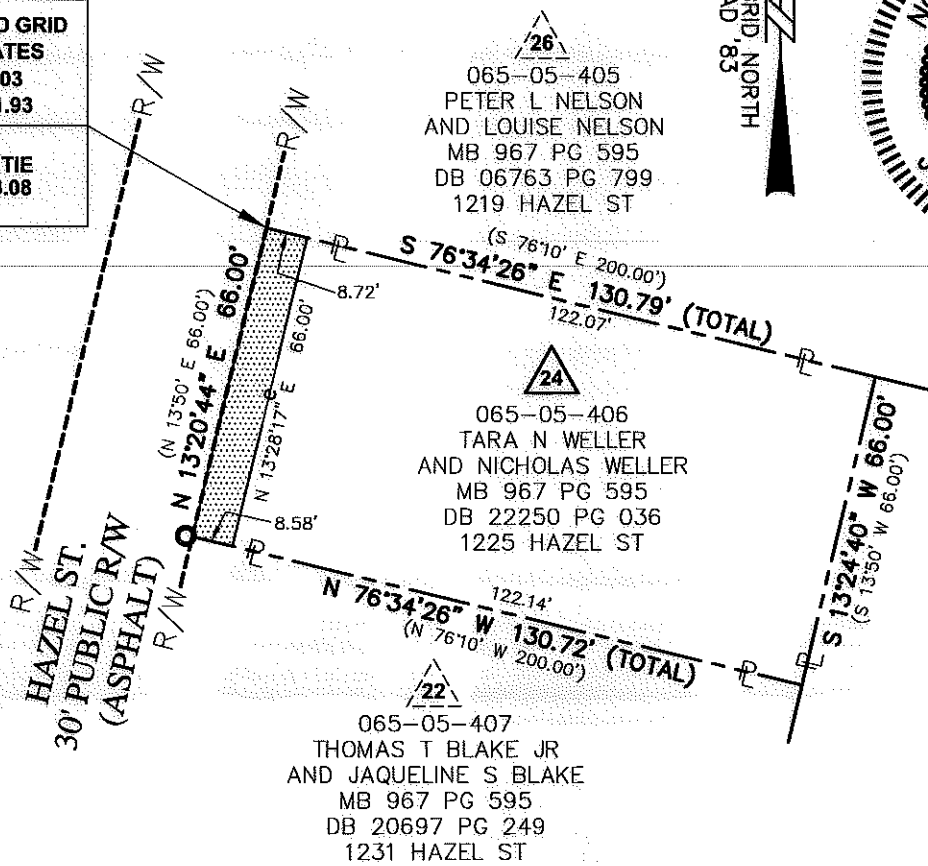 D GRID
ATES
03
.93
TIE
.08
R/W
R/W
26
065-05-405
PETER L NELSON
AND LOUISE NELSON
MB 967 PG 595
DB 06763 PG 799
1219 HAZEL ST
GRID NORTH
AD '83
(S 76°10' E 200.00')
S 76°34'26" E 130.79' (TOTAL)
122.07'
8.72'
(N 13°50' E 66.00')
N 13°20'44" E 66.00'
N 13°28'17" E 66.00'
8.58'
24
065-05-406
TARA N WELLER
AND NICHOLAS WELLER
MB 967 PG 595
DB 22250 PG 036
1225 HAZEL ST
S 13°24'40" W 66.00'
(S 13°50' W 66.00')
122.14'
N 76°34'26" W 130.72' (TOTAL)
(N 76°10' W 200.00')
R/W
R/W
HAZEL ST.
30' PUBLIC R/W
(ASPHALT)
22
065-05-407
THOMAS T BLAKE JR
AND JAQUELINE S BLAKE
MB 967 PG 595
DB 20697 PG 249
1231 HAZEL ST